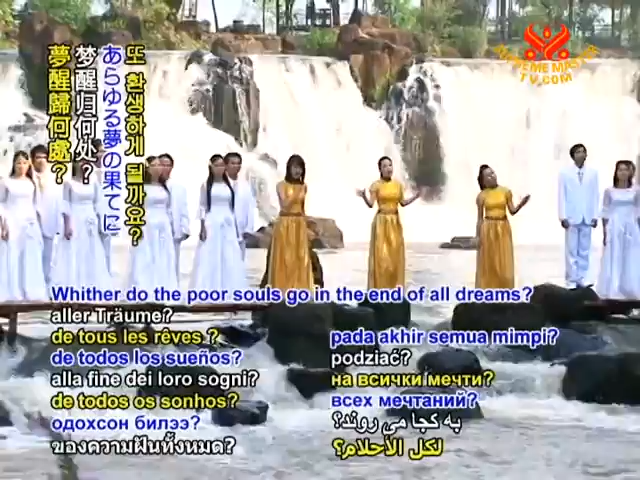 SUPREME MASTER
TV.COM
夢醒歸何處?
梦醒归何处?
あらゆる夢の果てに
또 환생하게 될까요?
Whither do the poor souls go in the end of all dreams?
aller Träume?
de tous les rêves ?
de todos los sueños?
alla fine dei loro sogni?
de todos os sonhos?
одохсон билээ?
ของความฝันทั้งหมด?
pada akhir semua mimpi?
podziać?
на всички мечти?
всех мечтаний?
به کجا می روند؟
لكل الأحلام؟